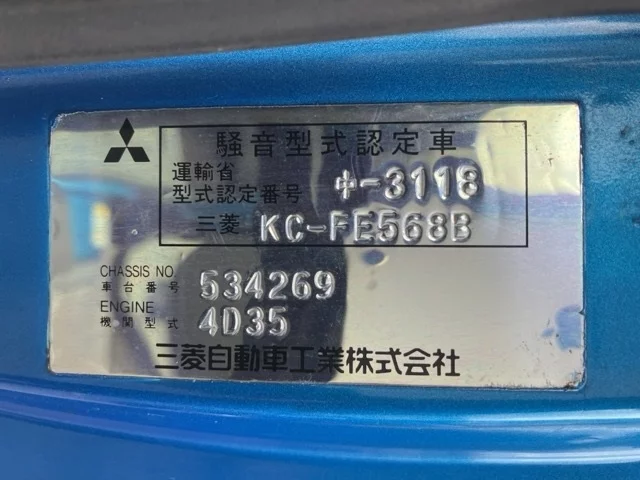 騒音型式認定車
運輸省
型式認定番号 キ-3118
三菱 KC-FE568B
CHASSIS NO.
車台番号 534269
ENGINE
機関型式 4D35
三菱自動車工業株式会社